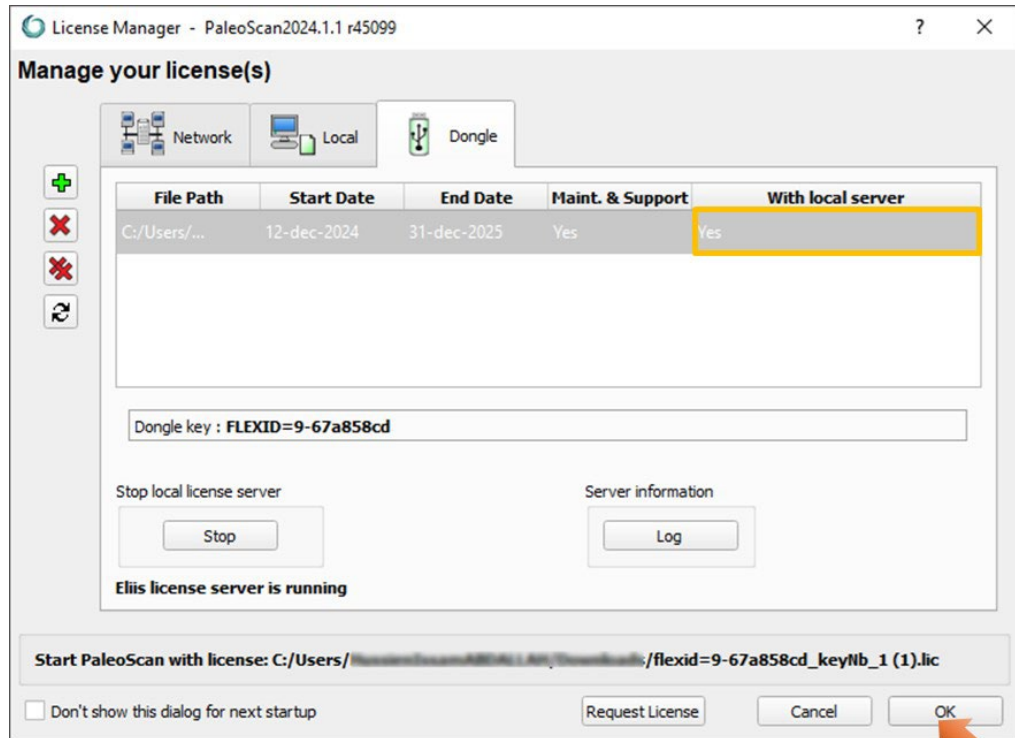 License Manager - PaleoScan2024.1.1 r45099 ?
Manage your license(s)
Network Local Dongle
File Path Start Date End Date Maint. & Support With local server
C:/Users/... 12-dec-2024 31-dec-2025 Yes Yes
Dongle key : FLEXID=9-67a858cd
Stop local license server Server information
Stop Log
Eliis license server is running
Start PaleoScan with license: C:/Users/ /flexid=9-67a858cd_keyNb_1 (1).lic
Don't show this dialog for next startup Request License Cancel OK